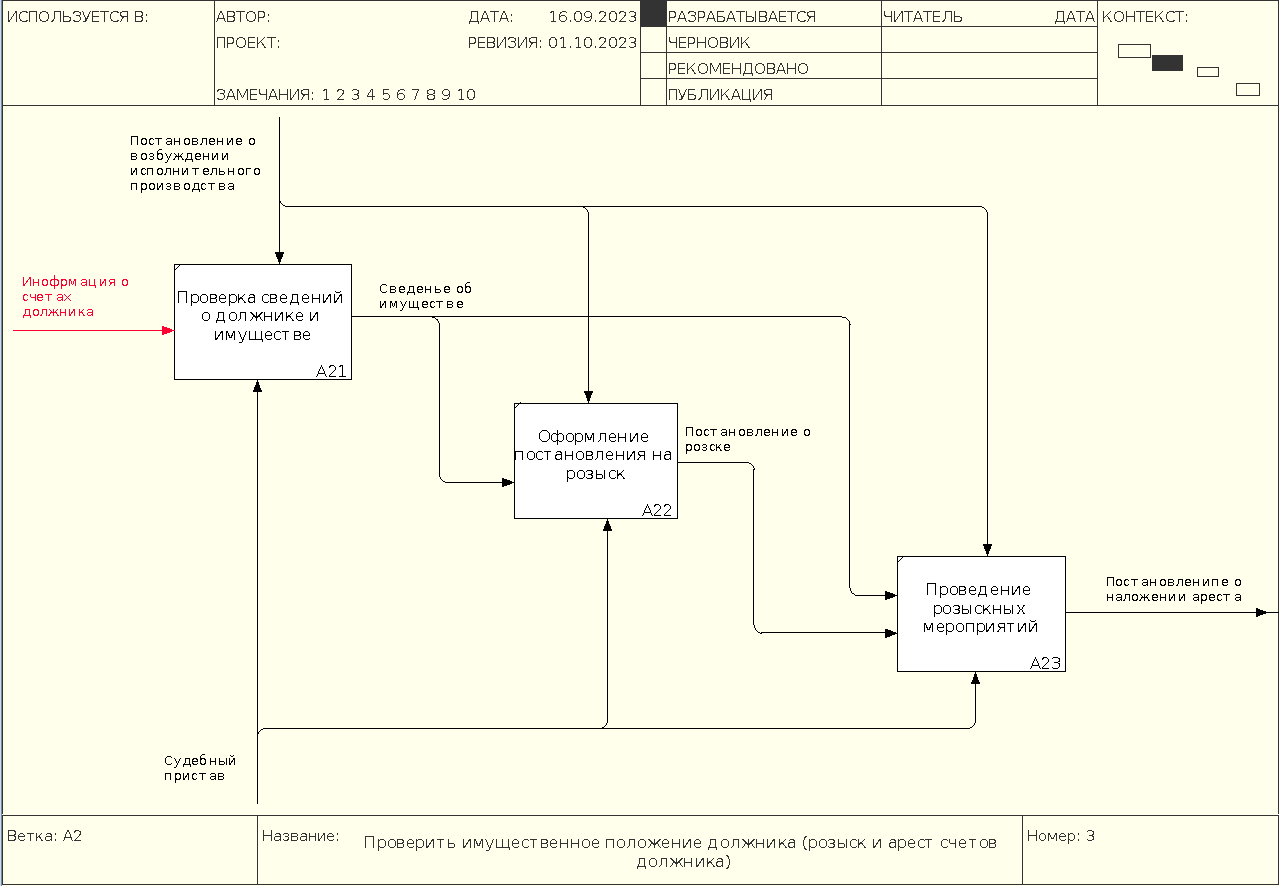 ИСПОЛЬЗУЕТСЯ В:
АВТОР:
ДАТА: 16.09.2023
РАЗРАБАТЫВАЕТСЯ
ЧИТАТЕЛЬ
ДАТА
КОНТЕКСТ:
ПРОЕКТ:
РЕВИЗИЯ: 01.10.2023
ЧЕРНОВИК
РЕКОМЕНДОВАНО
ЗАМЕЧАНИЯ: 1 2 3 4 5 6 7 8 9 10
ПУБЛИКАЦИЯ
Постановление о
возбуждении
исполнительного
производства
Инофрмация о
счетах
должника
Проверка сведений
о должнике и
имуществе
A21
Сведенье об
имуществе
Оформление
постановления на
розыск
A22
Постановление о
розске
Проведение
розыскных
мероприятий
A23
Постановленипе о
наложении ареста
Судебный
пристав
Ветка: A2
Название:
Проверить имущественное положение должника (розыск и арест счетов
должника)
Номер: 3